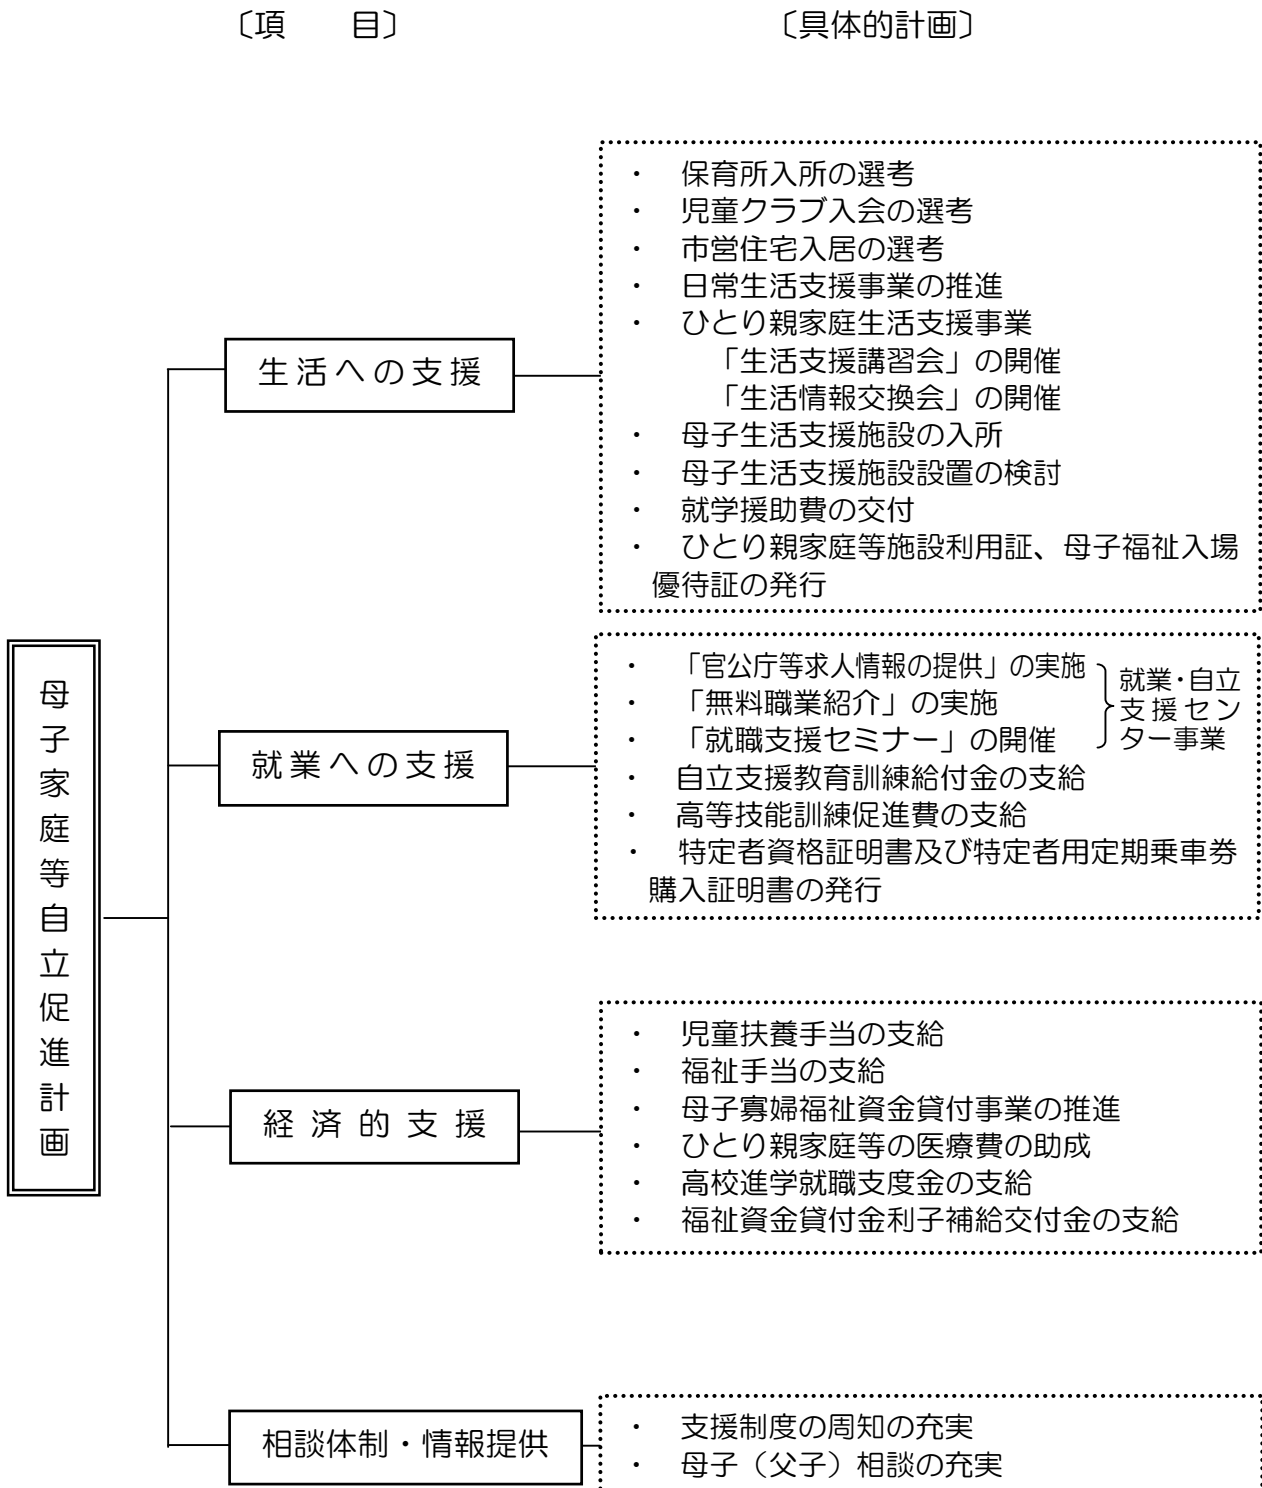 〔項　　目〕　〔具体的計画〕
母子家庭等自立促進計画
生活への支援
・　保育所入所の選考
・　児童クラブ入会の選考
・　市営住宅入居の選考
・　日常生活支援事業の推進
・　ひとり親家庭生活支援事業
「生活支援講習会」の開催
「生活情報交換会」の開催
・　母子生活支援施設の入所
・　母子生活支援施設設置の検討
・　就学援助費の交付
・　ひとり親家庭等施設利用証、母子福祉入場
優待証の発行
就業への支援
・　「官公庁等求人情報の提供」の実施
・　「無料職業紹介」の実施
・　「就職支援セミナー」の開催
就業・自立
支援セン
ター事業
・　自立支援教育訓練給付金の支給
・　高等技能訓練促進費の支給
・　特定者資格証明書及び特定者用定期乗車券
購入証明書の発行
経済的支援
・　児童扶養手当の支給
・　福祉手当の支給
・　母子寡婦福祉資金貸付事業の推進
・　ひとり親家庭等の医療費の助成
・　高校進学就職支度金の支給
・　福祉資金貸付金利子補給交付金の支給
相談体制・情報提供
・　支援制度の周知の充実
・　母子（父子）相談の充実